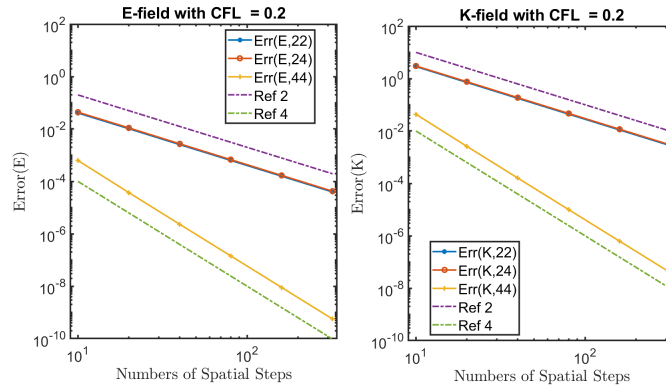 E-field with CFL = 0.2
10^6
10^4
10^2
10^0
10^-2
10^-4
10^-6
10^-8
10^-10
Error(E)
Err(E,22)
Err(E,24)
Err(E,44)
Ref 2
Ref 4
10^1
10^2
Numbers of Spatial Steps
K-field with CFL = 0.2
10^2
10^0
10^-2
10^-4
10^-6
10^-8
10^-10
Error(K)
Err(K,22)
Err(K,24)
Err(K,44)
Ref 2
Ref 4
10^1
10^2
Numbers of Spatial Steps